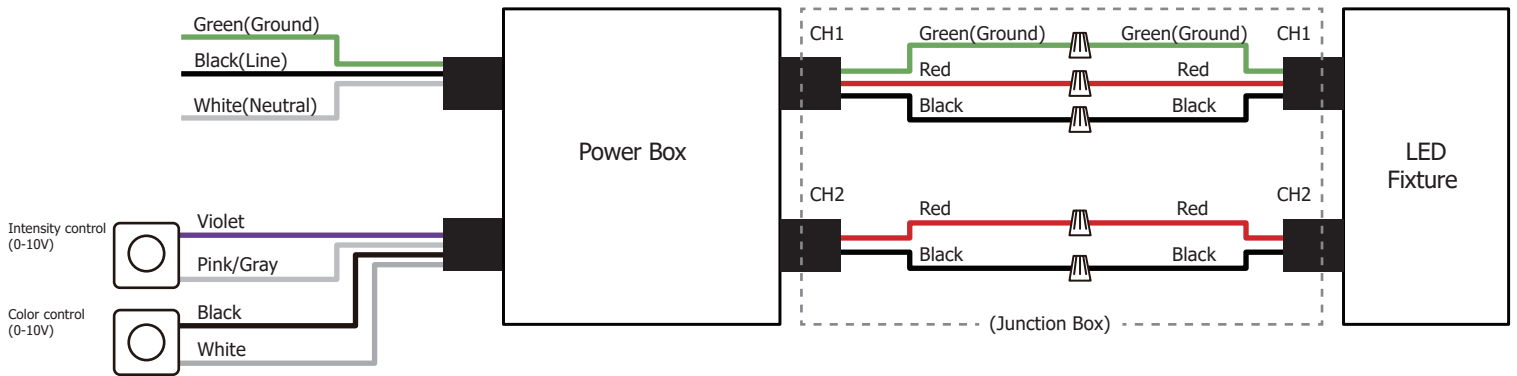 Green(Ground)
Black(Line)
White(Neutral)
Intensity control
(0-10V)
Violet
Pink/Gray
Color control
(0-10V)
Black
White
Power Box
CH1
Green(Ground)
Green(Ground)
CH1
Red
Red
Black
Black
CH2
Red
Red
CH2
Black
Black
(Junction Box)
LED
Fixture